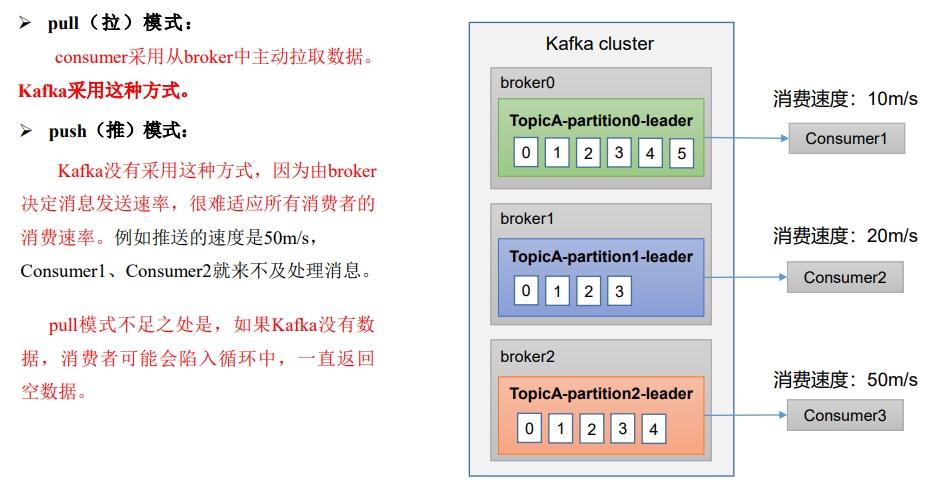 ➢ pull（拉）模式：
consumer采用从broker中主动拉取数据。
Kafka采用这种方式。
➢ push（推）模式：
Kafka没有采用这种方式，因为由broker
决定消息发送速率，很难适应所有消费者的
消费速率。例如推送的速度是50m/s，
Consumer1、Consumer2就来不及处理消息。
pull模式不足之处是，如果Kafka没有数
据，消费者可能会陷入循环中，一直返回
空数据。
Kafka cluster
broker0
TopicA-partition0-leader
0 1 2 3 4 5
消费速度：10m/s
Consumer1
broker1
TopicA-partition1-leader
0 1 2 3
消费速度：20m/s
Consumer2
broker2
TopicA-partition2-leader
0 1 2 3 4
消费速度：50m/s
Consumer3